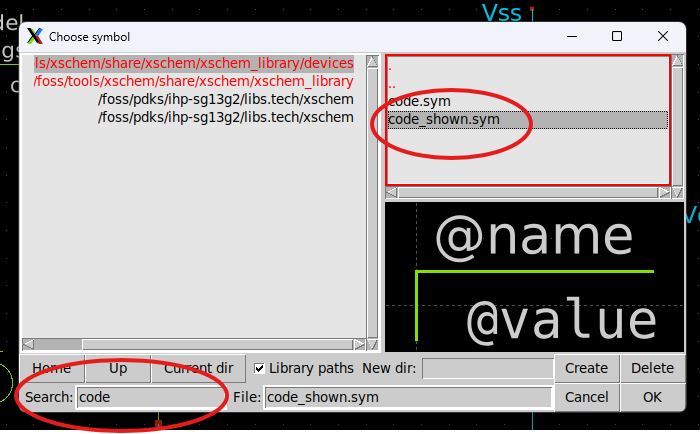 Vss
del
gs
c
Choose symbol
ls/xschem/share/xschem/xschem_library/devices
/foss/tools/xschem/share/xschem/xschem_library
/foss/pdks/ihp-sg13g2/libs.tech/xschem
/foss/pdks/ihp-sg13g2/libs.tech/xschem
.
..
code.sym
code_shown.sym
@name
@value
Home
Up
Current dir
Library paths
New dir:
Create
Delete
Search:
code
File:
code_shown.sym
Cancel
OK